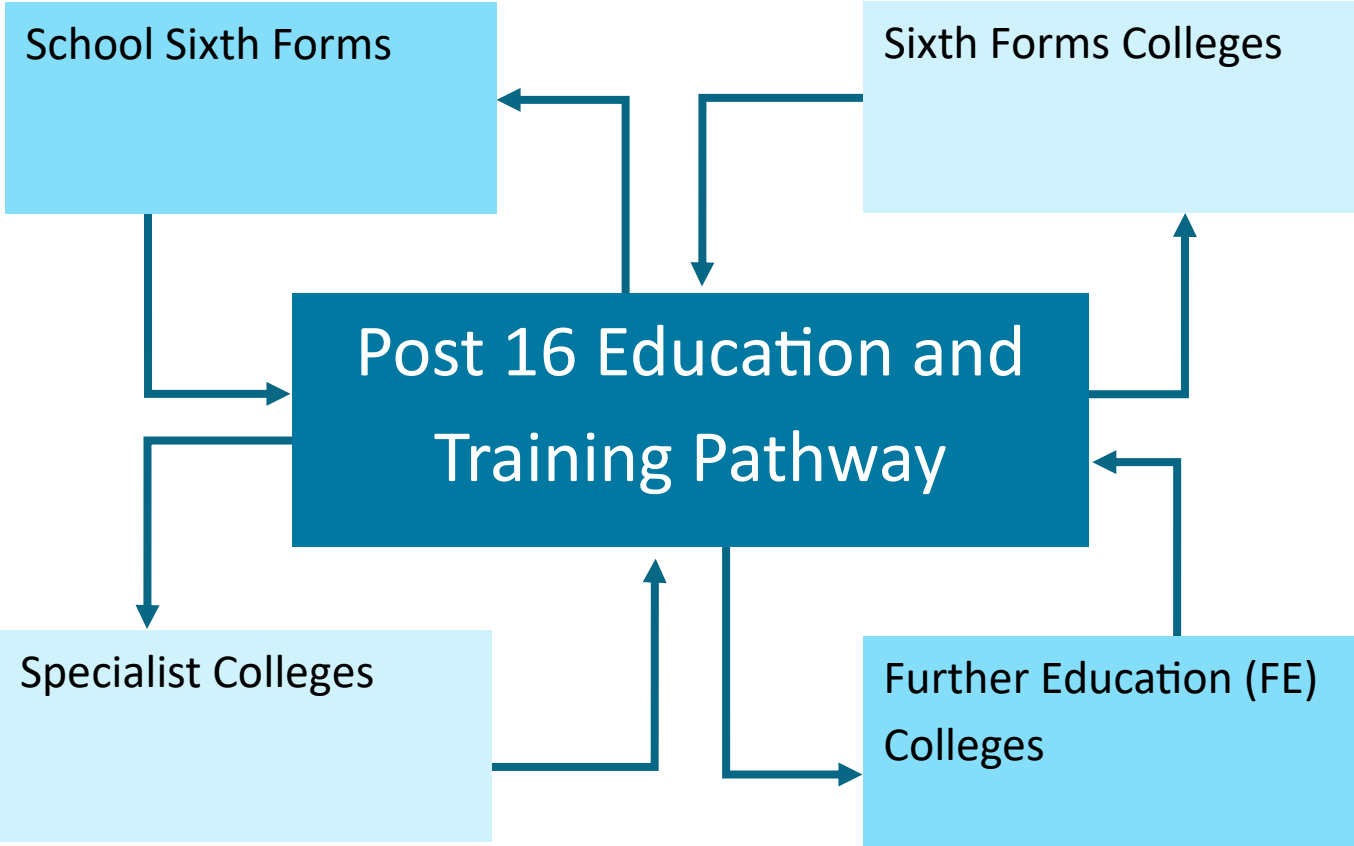 School Sixth Forms
Sixth Forms Colleges
Post 16 Education and
Training Pathway
Specialist Colleges
Further Education (FE)
Colleges